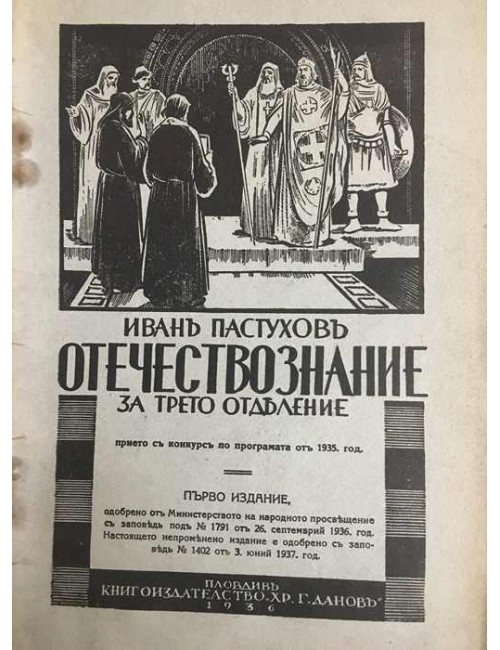 ИВАНЪ ПАСТУХОВЪ
ОТЕЧЕСТВОЗНАНИЕ
ЗА ТРЕТО ОТДѢЛЕНИЕ
прието съ конкурсъ по програмата отъ 1935. год.
ПЪРВО ИЗДАНИЕ,
одобрено отъ Министерството на народното просвѣщение
съ заповѣдь подъ № 1791 отъ 26. септемврий 1936. год.
Настоящето непромѣнено издание е одобрено съ запо-
вѣдь № 1402 отъ 3. юний 1937. год.
ПЛОВДИВЪ
КНИГОИЗДАТЕЛСТВО „ХР. Г. ДАНОВЪ"
1936